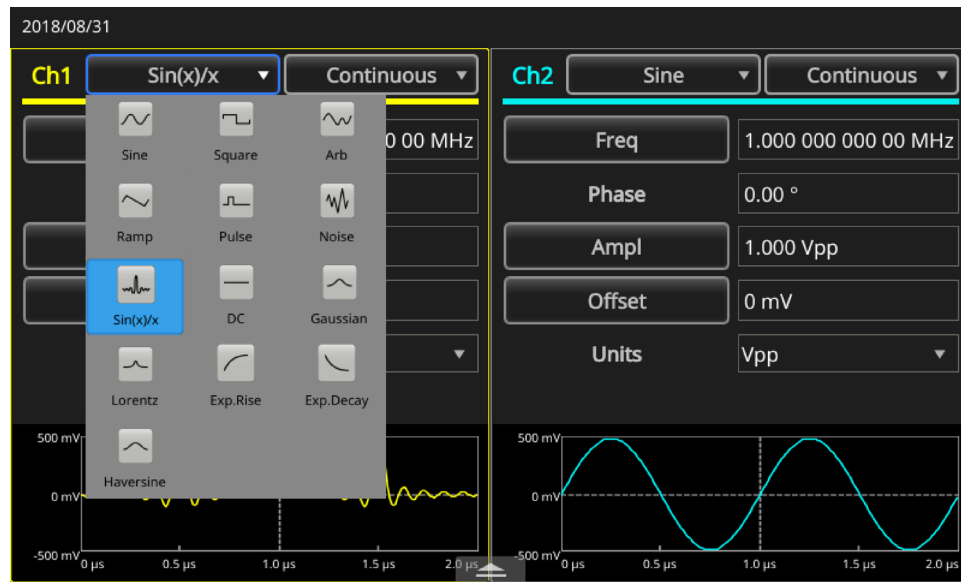 2018/08/31
Ch1 Sin(x)/x Continuous
Ch2 Sine Continuous
Sine Square Arb
Ramp Pulse Noise
Sin(x)/x DC Gaussian
Lorentz Exp.Rise Exp.Decay
Haversine
0 00 MHz
Freq 1.000 000 000 00 MHz
Phase 0.00 °
Ampl 1.000 Vpp
Offset 0 mV
Units Vpp
500 mV
0 mV
-500 mV
0 µs 0.5 µs 1.0 µs 1.5 µs 2.0 µs
500 mV
0 mV
-500 mV
0 µs 0.5 µs 1.0 µs 1.5 µs 2.0 µs